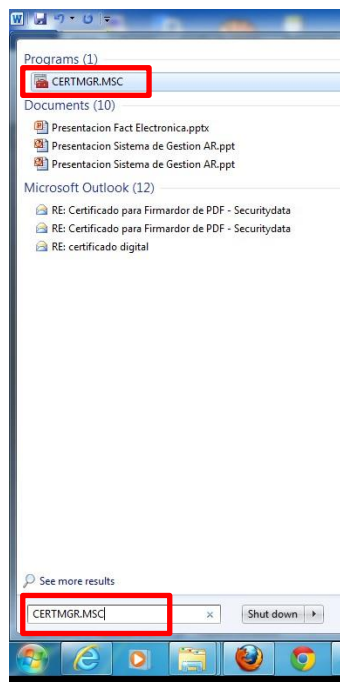 Programs (1)
CERTMGR.MSC
Documents (10)
Presentacion Fact Electronica.pptx
Presentacion Sistema de Gestion AR.ppt
Presentacion Sistema de Gestion AR.ppt
Microsoft Outlook (12)
RE: Certificado para Firmardor de PDF - Securitydata
RE: Certificado para Firmardor de PDF - Securitydata
RE: certificado digital
See more results
CERTMGR.MSC × Shut down